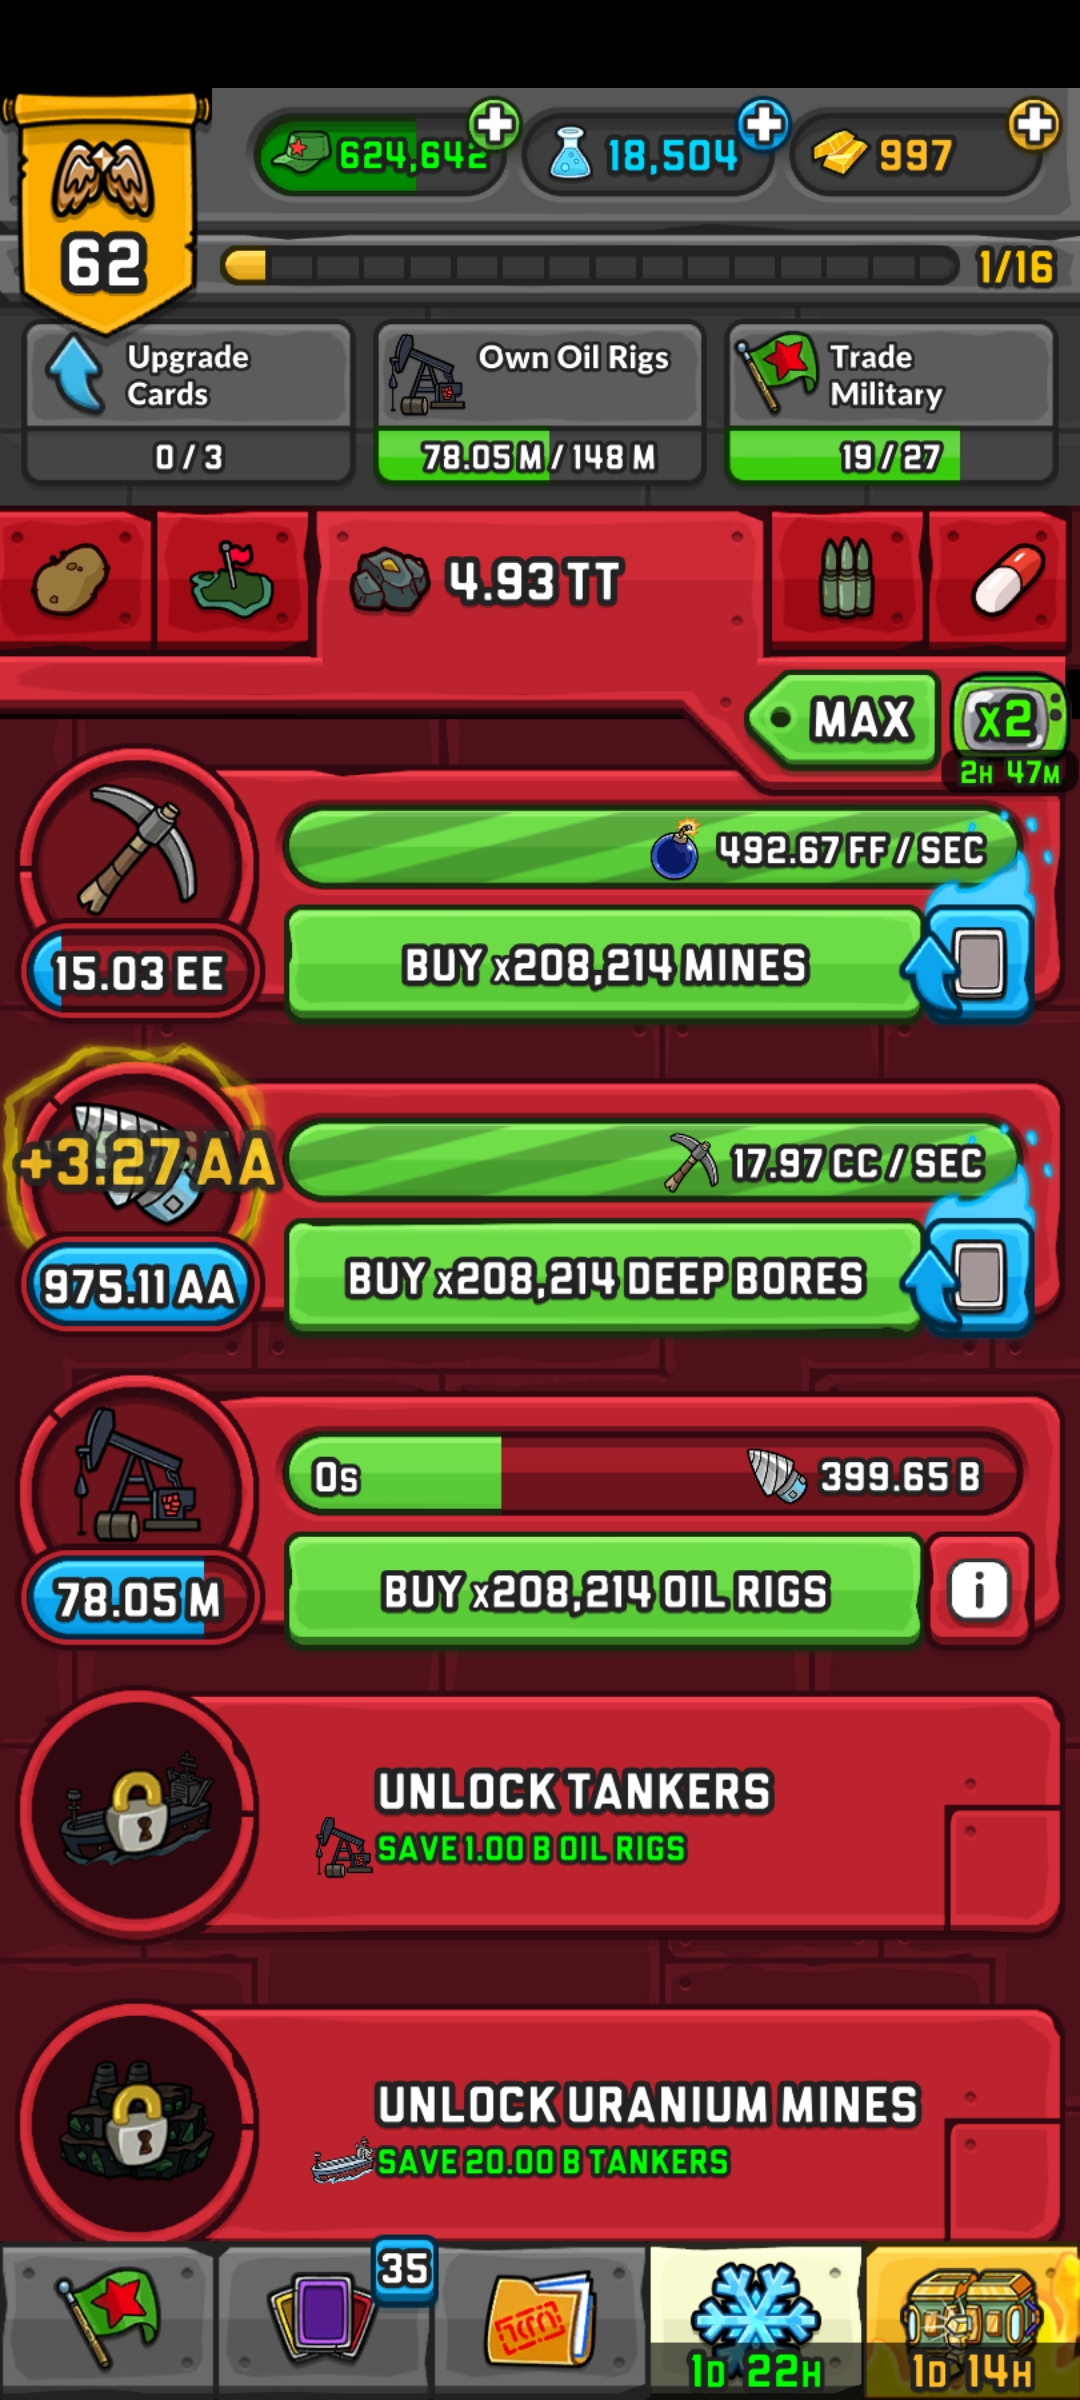 624,642
18,504
997
62
1/16
Upgrade
Cards
0 / 3
Own Oil Rigs
78.05 M / 148 M
Trade
Military
19 / 27
4.93 TT
MAX
x2
2H 47M
492.67 FF / SEC
15.03 EE
BUY x208,214 MINES
+3.27 AA
17.97 CC / SEC
975.11 AA
BUY x208,214 DEEP BORES
0s
399.65 B
78.05 M
BUY x208,214 OIL RIGS
i
UNLOCK TANKERS
SAVE 1.00 B OIL RIGS
UNLOCK URANIUM MINES
SAVE 20.00 B TANKERS
35
1D 22H
1D 14H